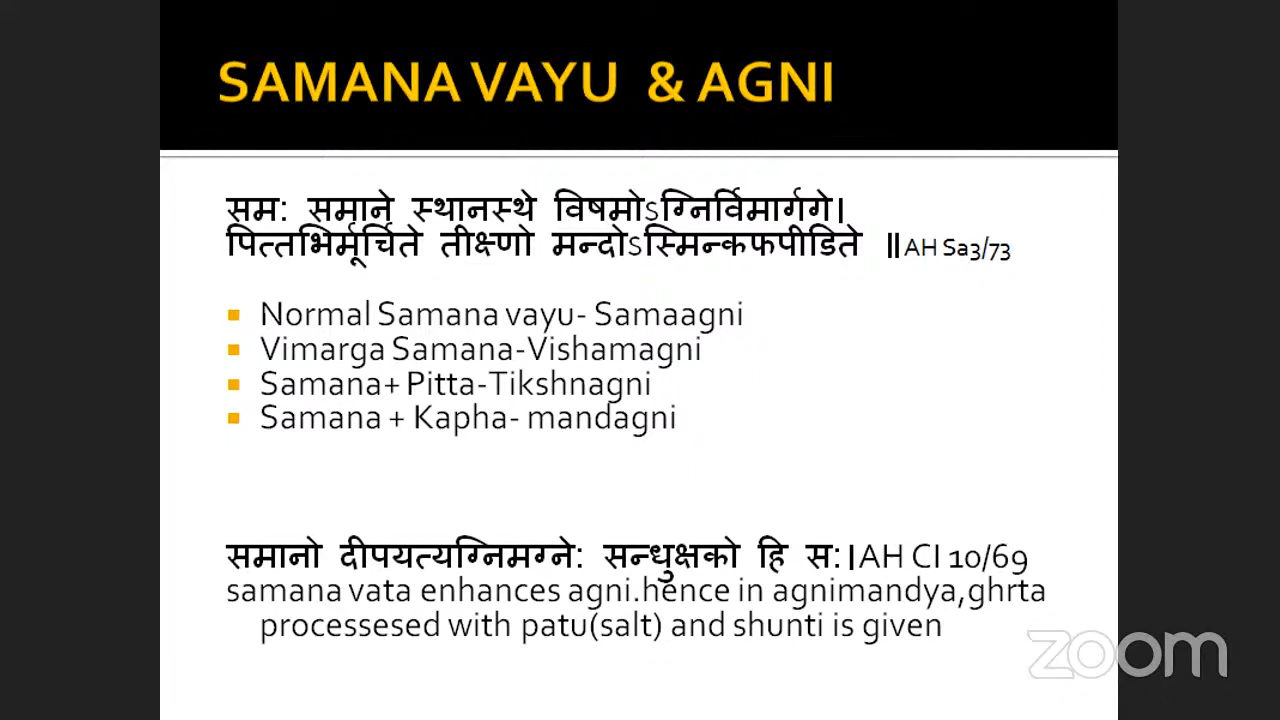 SAMANA VAYU & AGNI
सम: समाने स्थानस्थे विषमोऽग्निर्विमार्गगे।
पित्तभिर्मूर्चिते तीक्ष्णो मन्दोऽस्मिन्कफपीडिते ॥AH Sa3/73
Normal Samana vayu- Samaagni
Vimarga Samana-Vishamagni
Samana+ Pitta-Tikshnagni
Samana + Kapha- mandagni
समानो दीपयत्यग्निमग्ने: सन्धुक्षको हि स:।AH CI 10/69
samana vata enhances agni.hence in agnimandya,ghrta
processesed with patu(salt) and shunti is given
zoom